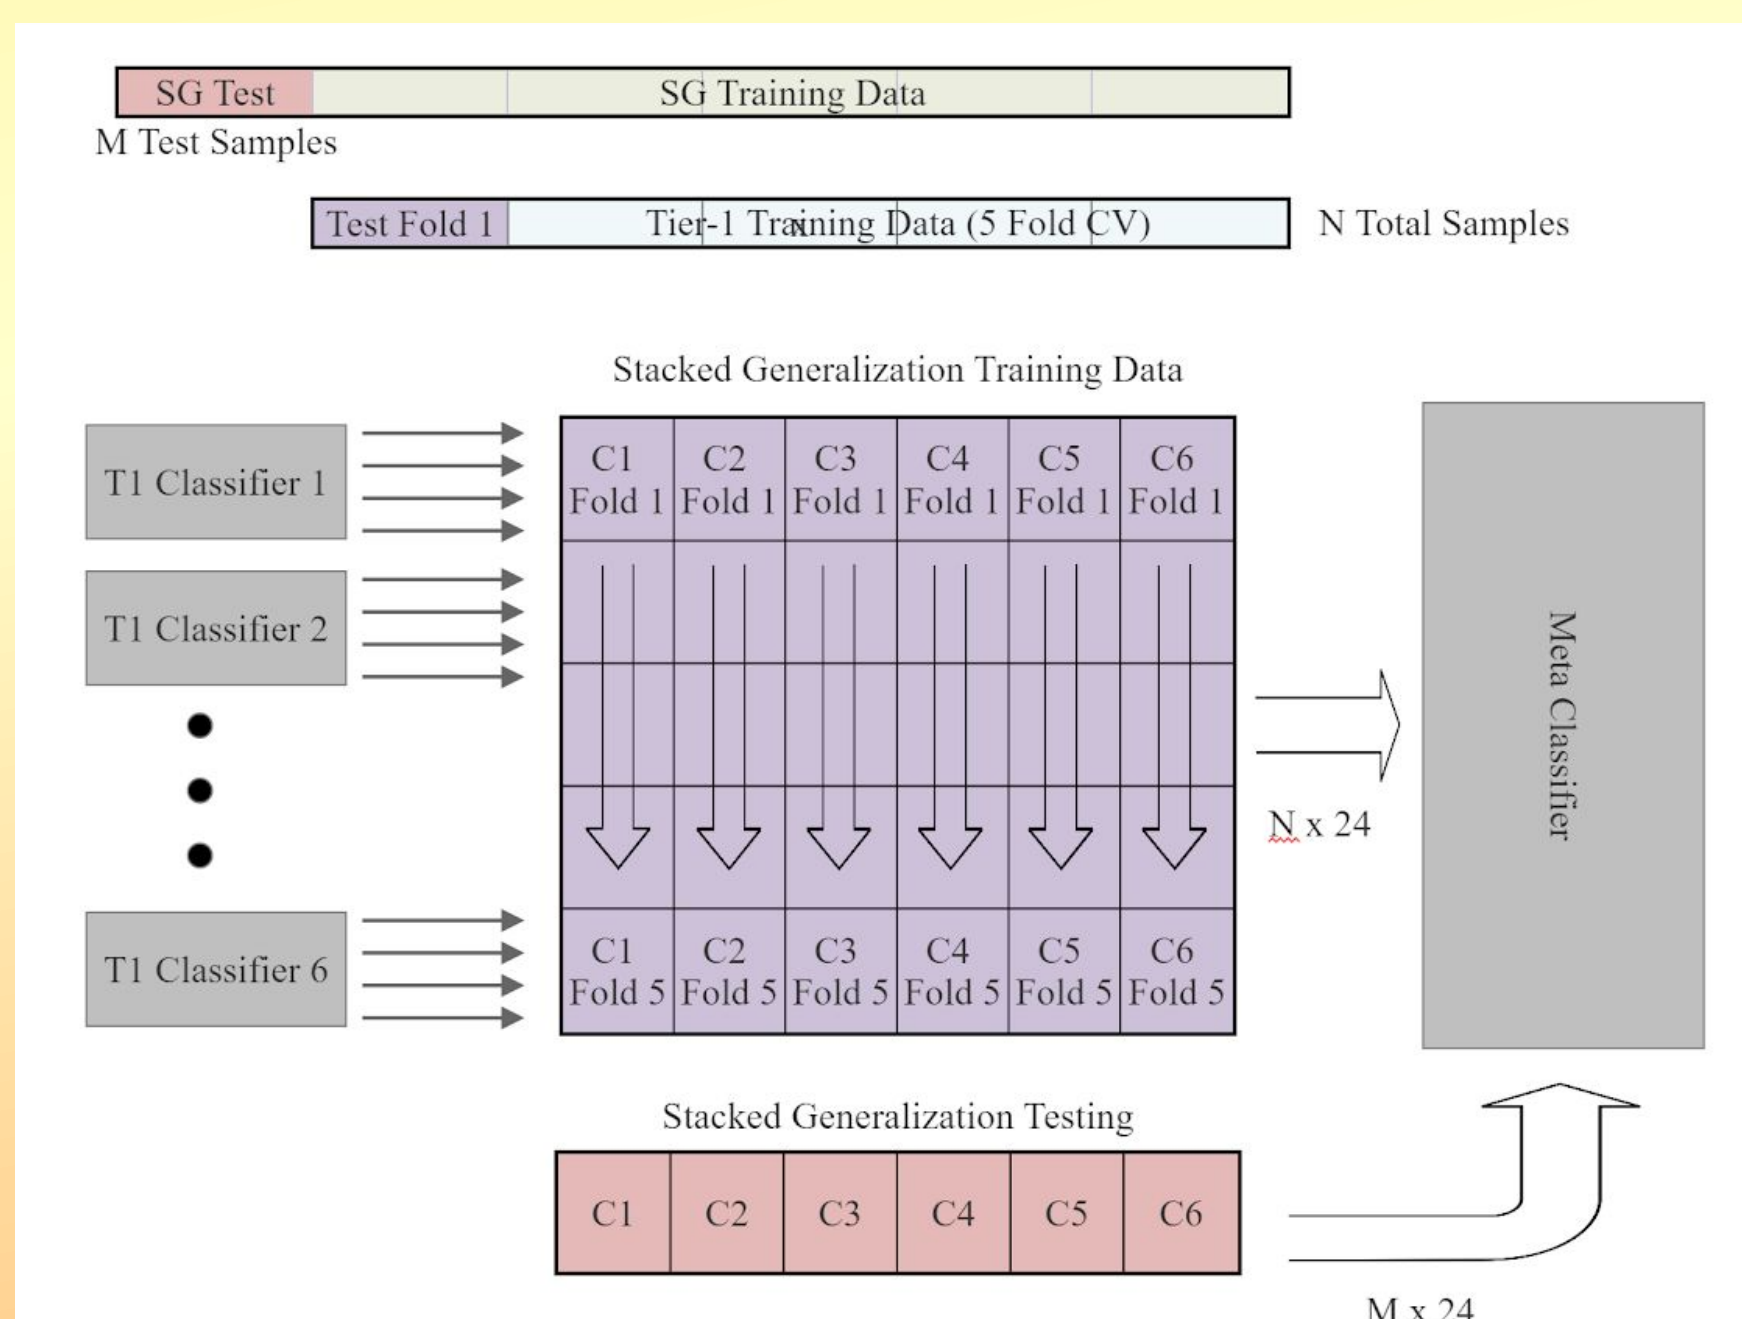 SG Test
SG Training Data
M Test Samples
Test Fold 1
Tier-1 Training Data (5 Fold CV)
x
N Total Samples
Stacked Generalization Training Data
T1 Classifier 1
T1 Classifier 2
T1 Classifier 6
C1 C2 C3 C4 C5 C6
Fold 1 Fold 1 Fold 1 Fold 1 Fold 1 Fold 1
C1 C2 C3 C4 C5 C6
Fold 5 Fold 5 Fold 5 Fold 5 Fold 5 Fold 5
N x 24
Meta Classifier
Stacked Generalization Testing
C1 C2 C3 C4 C5 C6
M x 24